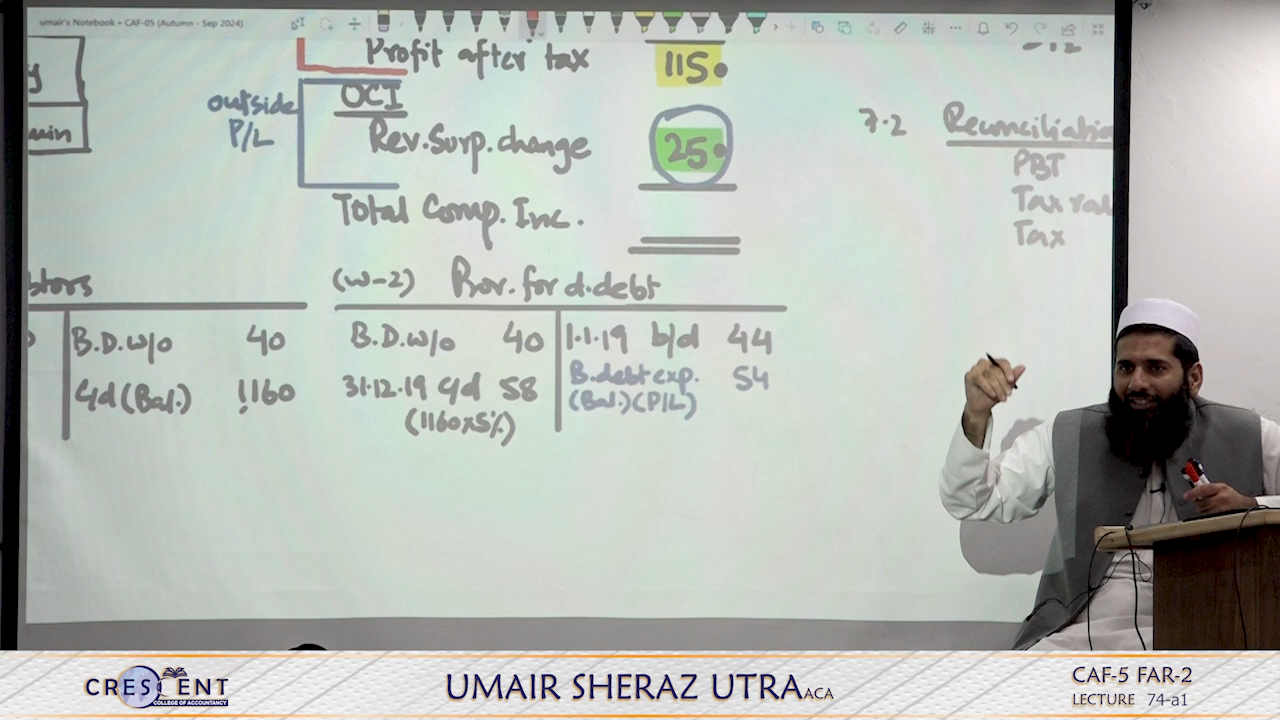 umair's Notebook » CAF-05 (Autumn - Sep 2024)
Profit after tax 115
outside P/L
OCI
Rev. Surp. change 25
Total Comp. Inc.
7.2 Reconciliatio
PBT
Tax
Tax
(w-2) Prov. for d. debt
B.D. w/o 40
c/d (Bal.) 1160
B.D. w/o 40 1.1.19 b/d 44
31.12.19 c/d 58 B. debt exp. 54
(1160x5%) (Bal.) (P/L)
CRESCENT
COLLEGE OF ACCOUNTANCY
UMAIR SHERAZ UTRA ACA
CAF-5 FAR-2
LECTURE 74-a1